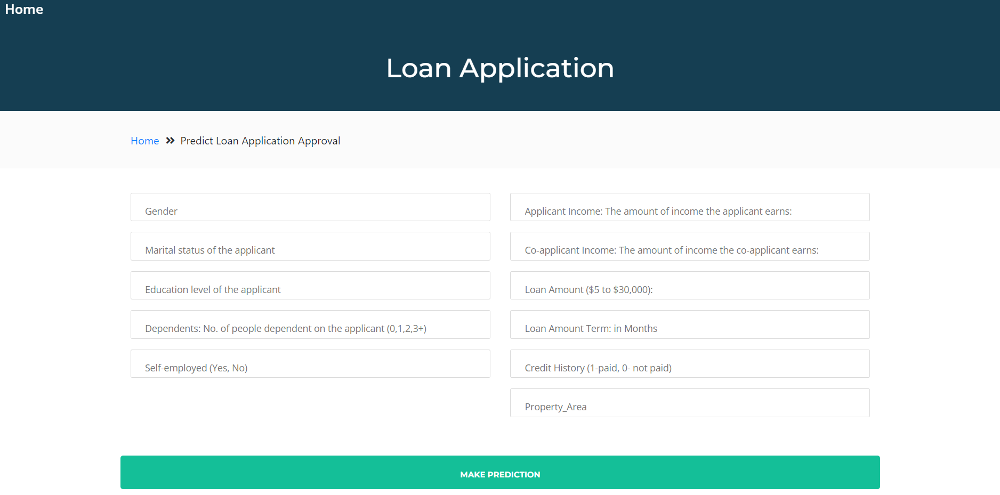 Home
Loan Application
Home » Predict Loan Application Approval
Gender
Marital status of the applicant
Education level of the applicant
Dependents: No. of people dependent on the applicant (0,1,2,3+)
Self-employed (Yes, No)
Applicant Income: The amount of income the applicant earns:
Co-applicant Income: The amount of income the co-applicant earns:
Loan Amount ($5 to $30,000):
Loan Amount Term: in Months
Credit History (1-paid, 0- not paid)
Property_Area
MAKE PREDICTION